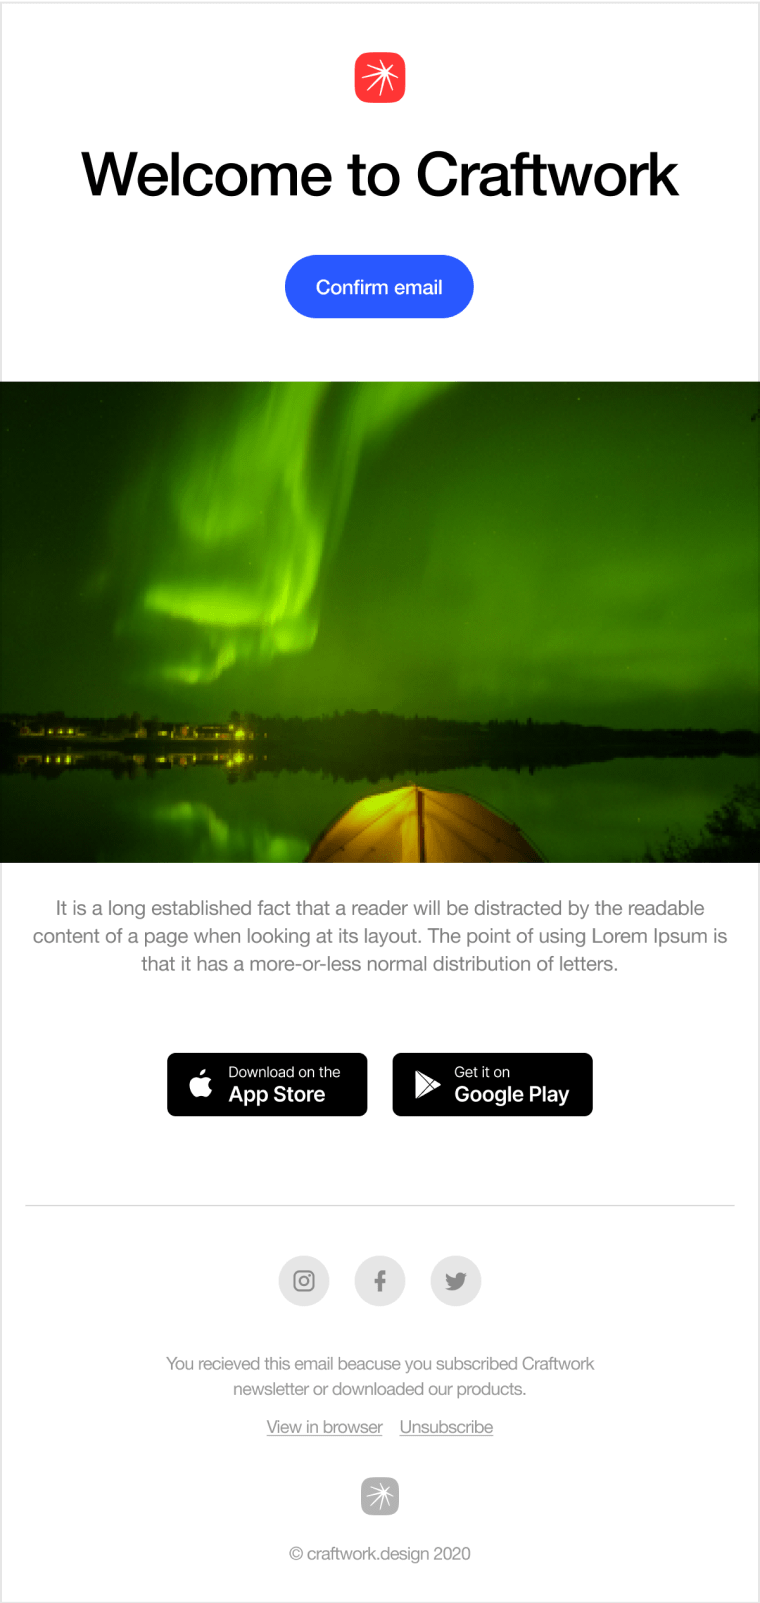 Welcome to Craftwork
Confirm email
It is a long established fact that a reader will be distracted by the readable
content of a page when looking at its layout. The point of using Lorem Ipsum is
that it has a more-or-less normal distribution of letters.
Download on the
App Store
Get it on
Google Play
You recieved this email beacuse you subscribed Craftwork
newsletter or downloaded our products.
View in browser Unsubscribe
© craftwork.design 2020